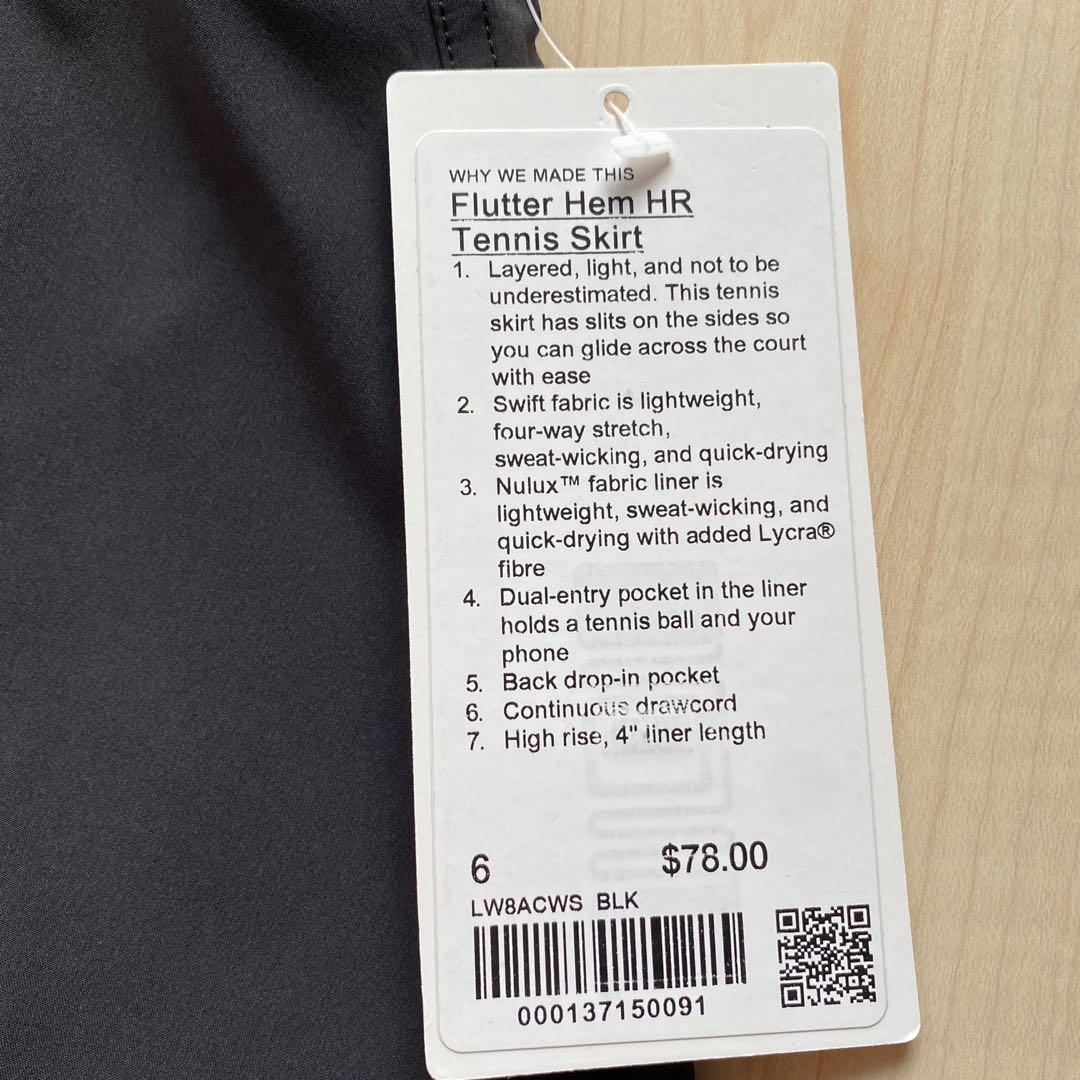 WHY WE MADE THIS
Flutter Hem HR
Tennis Skirt
1. Layered, light, and not to be
underestimated. This tennis
skirt has slits on the sides so
you can glide across the court
with ease
2. Swift fabric is lightweight,
four-way stretch,
sweat-wicking, and quick-drying
3. Nulux™ fabric liner is
lightweight, sweat-wicking, and
quick-drying with added Lycra®
fibre
4. Dual-entry pocket in the liner
holds a tennis ball and your
phone
5. Back drop-in pocket
6. Continuous drawcord
7. High rise, 4" liner length
6 $78.00
LW8ACWS BLK
000137150091